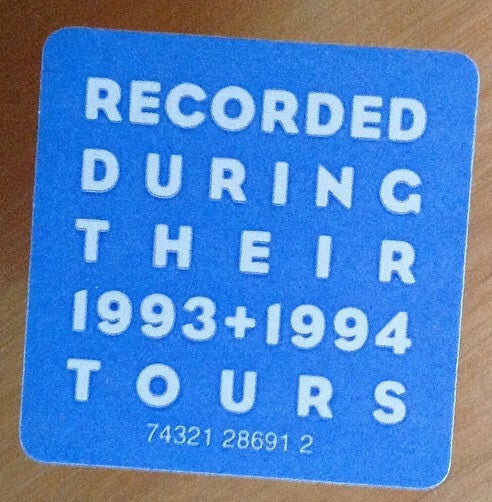 RECORDED
DURING
THEIR
1993+1994
TOURS
74321 28691 2